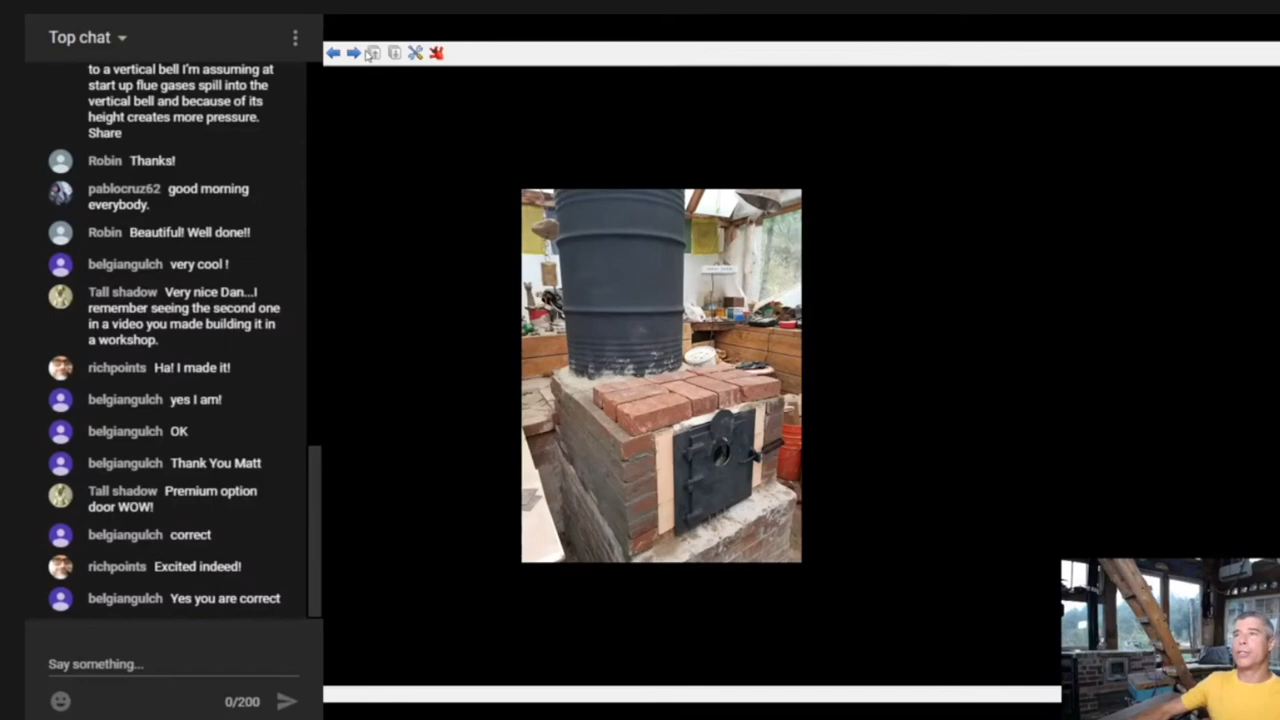 Top chat
to a vertical bell I'm assuming at
start up flue gases spill into the
vertical bell and because of its
height creates more pressure.
Share
Robin Thanks!
pablocruz62 good morning
everybody.
Robin Beautiful! Well done!!
belgiangulch very cool !
Tall shadow Very nice Dan...I
remember seeing the second one
in a video you made building it in
a workshop.
richpoints Ha! I made it!
belgiangulch yes I am!
belgiangulch OK
belgiangulch Thank You Matt
Tall shadow Premium option
door WOW!
belgiangulch correct
richpoints Excited indeed!
belgiangulch Yes you are correct
Say something...
0/200